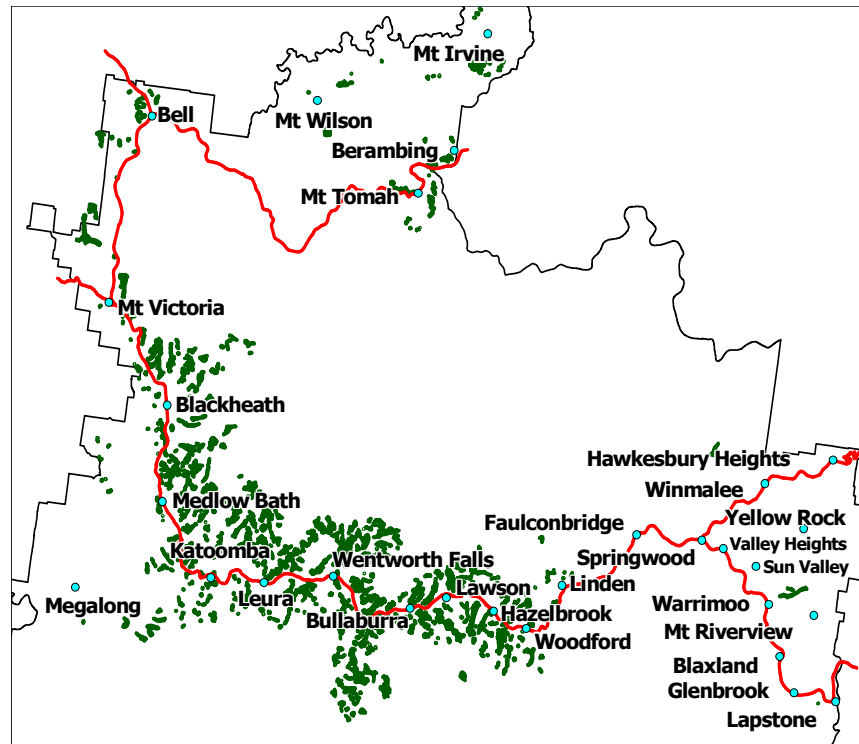 Mt Irvine
Bell
Mt Wilson
Berambing
Mt Tomah
Mt Victoria
Blackheath
Hawkesbury Heights
Medlow Bath
Winmalee
Yellow Rock
Faulconbridge
Valley Heights
Katoomba
Wentworth Falls
Springwood
Sun Valley
Megalong
Leura
Lawson
Linden
Bullaburra
Hazelbrook
Warrimoo
Woodford
Mt Riverview
Blaxland
Glenbrook
Lapstone